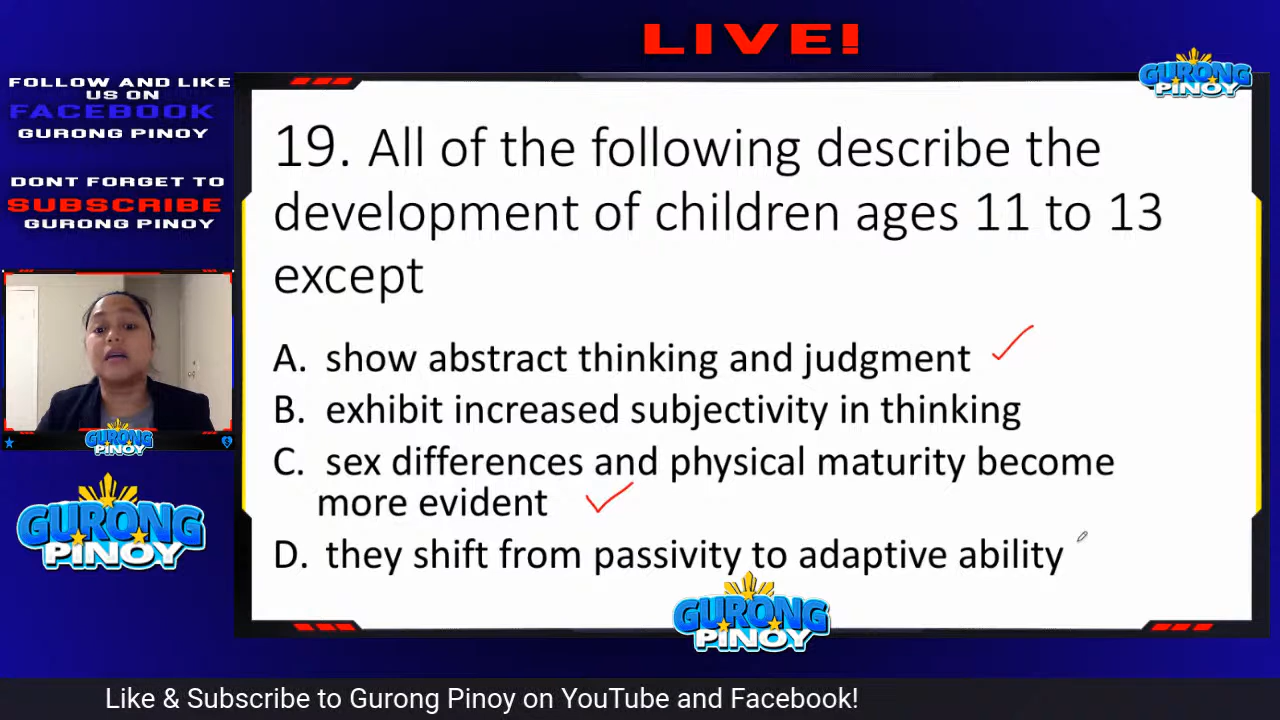 LIVE!
FOLLOW AND LIKE
US ON
FACEBOOK
GURONG PINOY
DONT FORGET TO
SUBSCRIBE
GURONG PINOY
GURONG
PINOY
GURONG
PINOY
GURONG
PINOY
19. All of the following describe the
development of children ages 11 to 13
except
A. show abstract thinking and judgment
B. exhibit increased subjectivity in thinking
C. sex differences and physical maturity become
more evident
D. they shift from passivity to adaptive ability
GURONG
PINOY
Like & Subscribe to Gurong Pinoy on YouTube and Facebook!